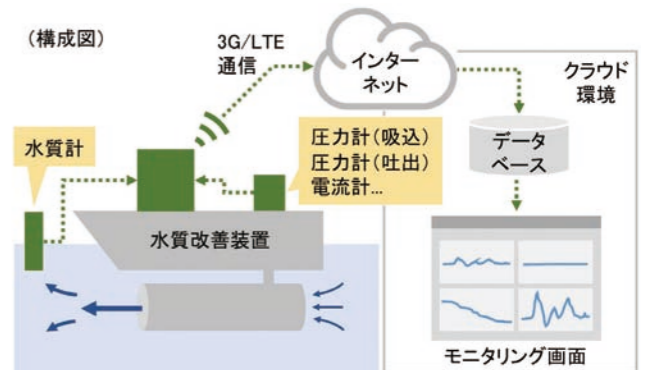 (構成図)
3G/LTE
通信
インター
ネット
クラウド
環境
水質計
圧力計(吸込)
圧力計(吐出)
電流計...
データ
ベース
水質改善装置
モニタリング画面